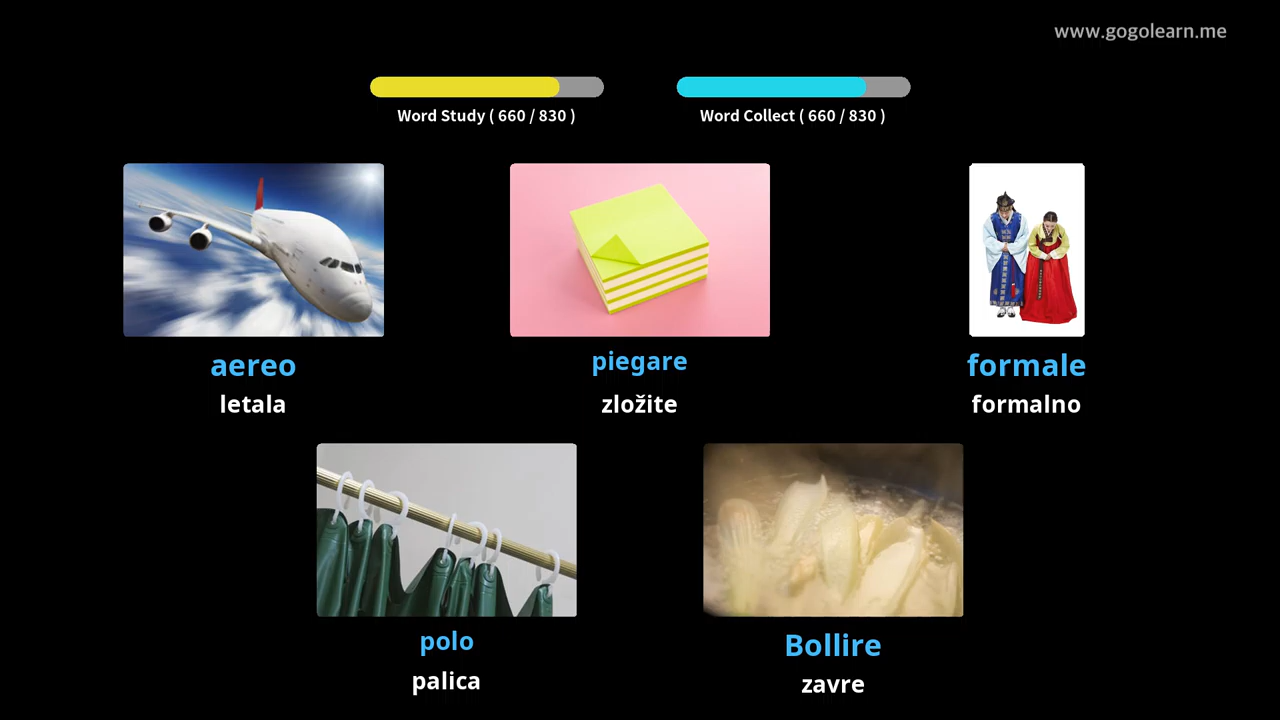 www.gogolearn.me
Word Study ( 660 / 830 )
Word Collect ( 660 / 830 )
aereo
letala
piegare
zložite
formale
formalno
polo
palica
Bollire
zavre